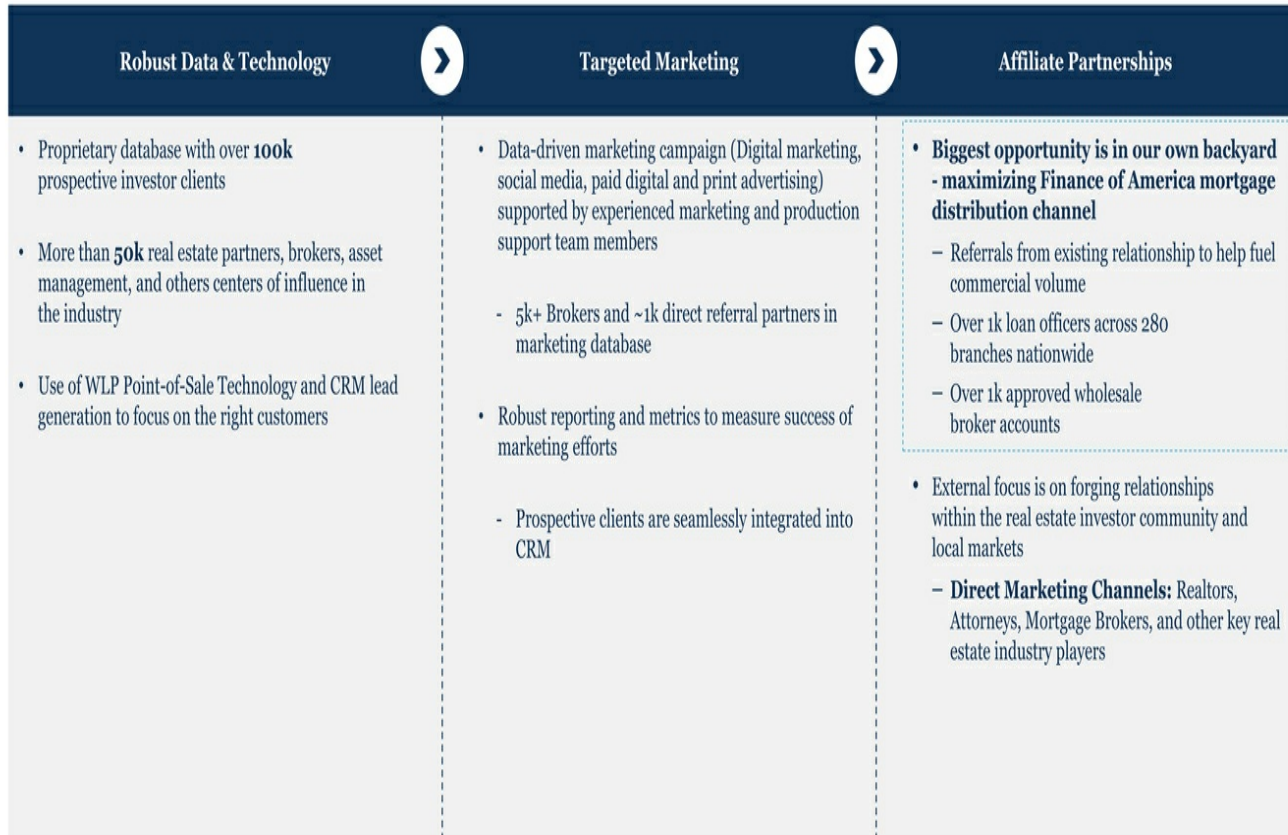 Robust Data & Technology
Targeted Marketing
Affiliate Partnerships
• Proprietary database with over 100k
prospective investor clients
• More than 50k real estate partners, brokers, asset
management, and others centers of influence in
the industry
• Use of WLP Point-of-Sale Technology and CRM lead
generation to focus on the right customers
• Data-driven marketing campaign (Digital marketing,
social media, paid digital and print advertising)
supported by experienced marketing and production
support team members
- 5k+ Brokers and ~1k direct referral partners in
marketing database
• Robust reporting and metrics to measure success of
marketing efforts
- Prospective clients are seamlessly integrated into
CRM
• Biggest opportunity is in our own backyard
- maximizing Finance of America mortgage
distribution channel
– Referrals from existing relationship to help fuel
commercial volume
– Over 1k loan officers across 280
branches nationwide
– Over 1k approved wholesale
broker accounts
• External focus is on forging relationships
within the real estate investor community and
local markets
– Direct Marketing Channels: Realtors,
Attorneys, Mortgage Brokers, and other key real
estate industry players